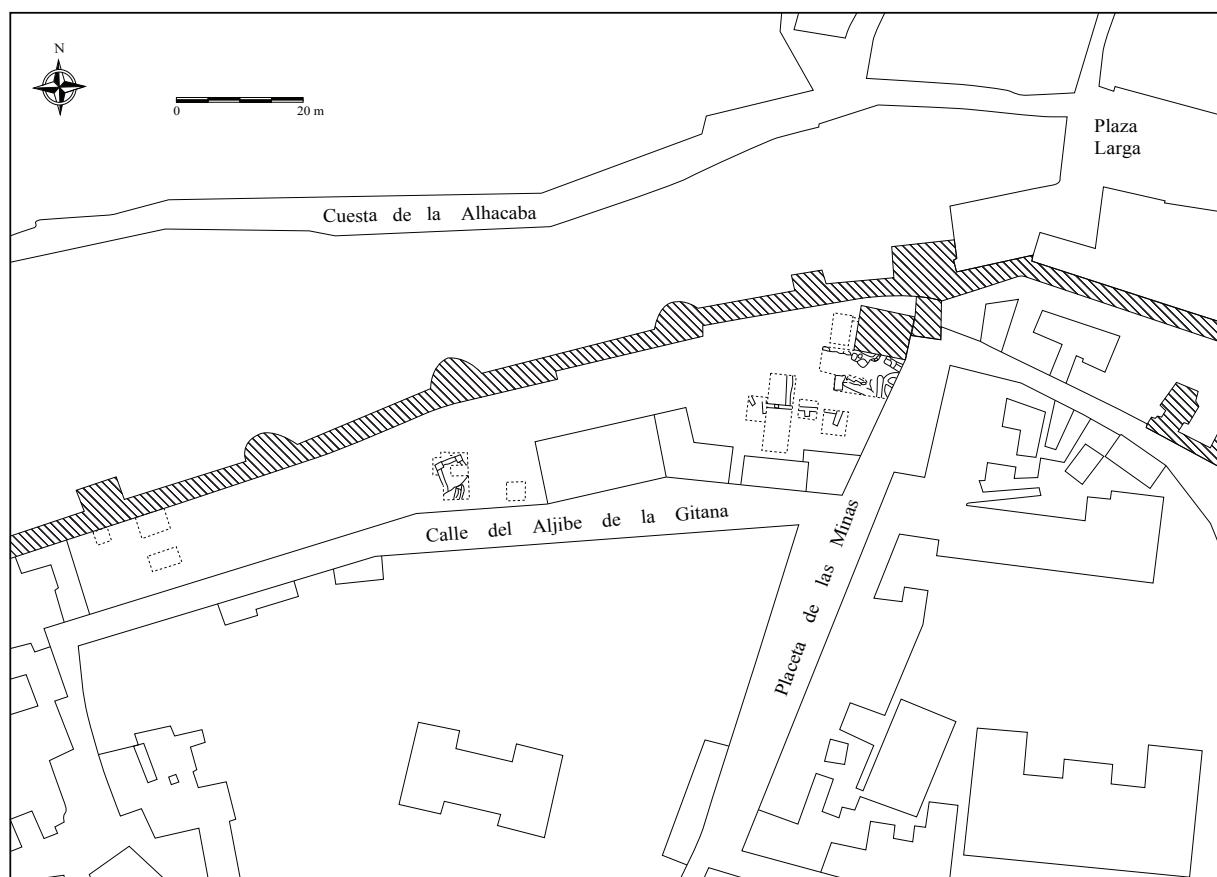 N
0 20 m
Plaza
Larga
Cuesta de la Alhacaba
Calle del Aljibe de la Gitana
Placeta de las Minas